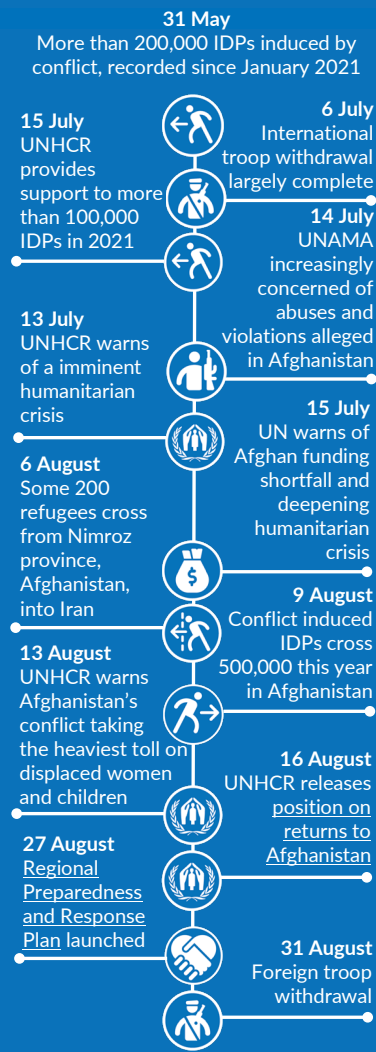 31 May
More than 200,000 IDPs induced by
conflict, recorded since January 2021
6 July
International
troop withdrawal
largely complete
15 July
UNHCR
provides
support to more
than 100,000
IDPs in 2021
14 July
UNAMA
increasingly
concerned of
abuses and
violations alleged
in Afghanistan
13 July
UNHCR warns
of a imminent
humanitarian
crisis
15 July
UN warns of
Afghan funding
shortfall and
deepening
humanitarian
crisis
6 August
Some 200
refugees cross
from Nimroz
province,
Afghanistan,
into Iran
9 August
Conflict induced
IDPs cross
500,000 this year
in Afghanistan
13 August
UNHCR warns
Afghanistan's
conflict taking
the heaviest toll on
displaced women
and children
16 August
UNHCR releases
position on
returns to
Afghanistan
27 August
Regional
Preparedness
and Response
Plan launched
31 August
Foreign troop
withdrawal
$